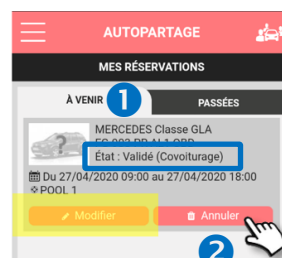 AUTOPARTAGE
MES RÉSERVATIONS
À VENIR
1
PASSÉES
MERCEDES Classe GLA
État : Validé (Covoiturage)
Du 27/04/2020 09:00 au 27/04/2020 18:00
POOL 1
Modifier
Annuler
2